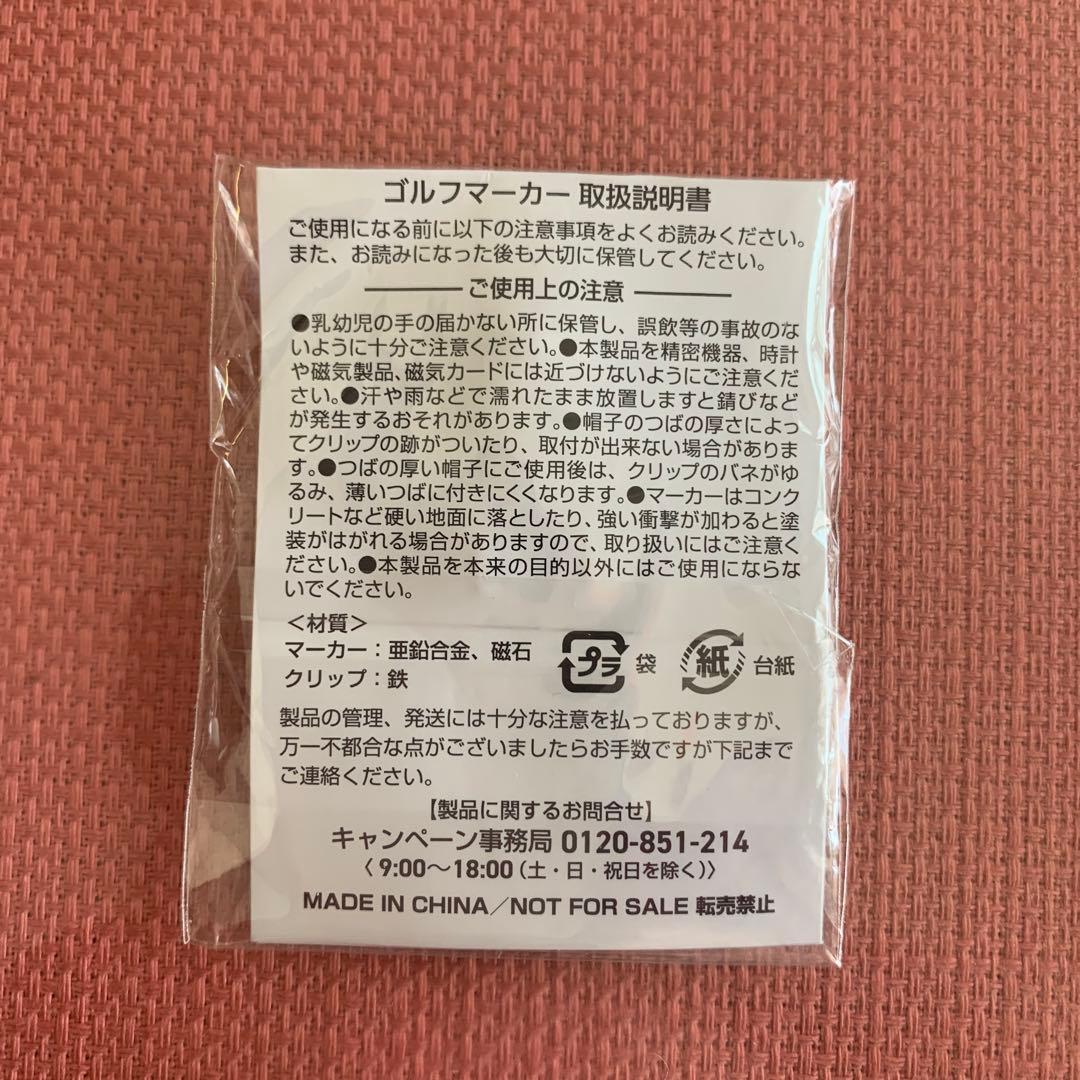 ゴルフマーカー 取扱説明書
ご使用になる前に以下の注意事項をよくお読みください。
また、お読みになった後も大切に保管してください。
ご使用上の注意
●乳幼児の手の届かない所に保管し、誤飲等の事故のな
いように十分ご注意ください。●本製品を精密機器、時計
や磁気製品、磁気カードには近づけないようにご注意くだ
さい。●汗や雨などで濡れたまま放置しますと錆びなど
が発生するおそれがあります。●帽子のつばの厚さによっ
てクリップの跡がついたり、取付が出来ない場合がありま
す。●つばの厚い帽子にご使用後は、クリップのバネがゆ
るみ、薄いつばに付きにくくなります。●マーカーはコンク
リートなど硬い地面に落としたり、強い衝撃が加わると塗
装がはがれる場合がありますので、取り扱いにはご注意く
ださい。●本製品を本来の目的以外にはご使用にならな
いでください。
＜材質＞
マーカー：亜鉛合金、磁石
クリップ：鉄
プラ 袋 紙 台紙
製品の管理、発送には十分な注意を払っておりますが、
万一不都合な点がございましたらお手数ですが下記まで
ご連絡ください。
【製品に関するお問合せ】
キャンペーン事務局 0120-851-214
〈 9:00〜18:00（土・日・祝日を除く）〉
MADE IN CHINA／NOT FOR SALE 転売禁止